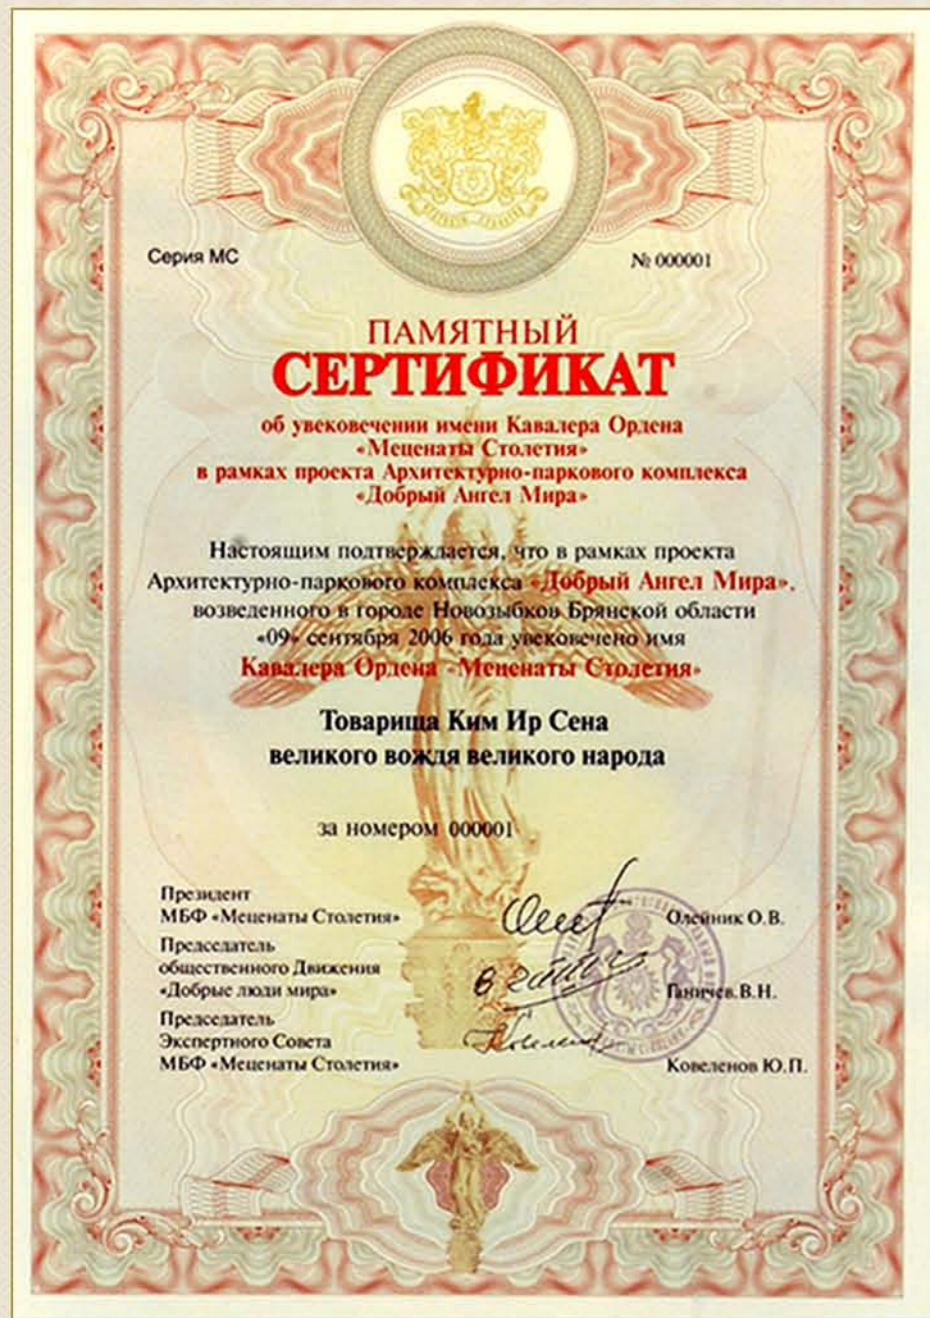 Серия МС № 000001
ПАМЯТНЫЙ
СЕРТИФИКАТ
об увековечении имени Кавалера Ордена
«Меценаты Столетия»
в рамках проекта Архитектурно-паркового комплекса
«Добрый Ангел Мира»
Настоящим подтверждается, что в рамках проекта
Архитектурно-паркового комплекса «Добрый Ангел Мира»,
возведенного в городе Новозыбков Брянской области
«09» сентября 2006 года увековечено имя
Кавалера Ордена «Меценаты Столетия»
Товарища Ким Ир Сена
великого вождя великого народа
за номером 000001
Президент
МБФ «Меценаты Столетия» Олейник О.В.
Председатель
общественного Движения
«Добрые люди мира» Ганичев.В.Н.
Председатель
Экспертного Совета
МБФ «Меценаты Столетия» Ковеленов Ю.П.